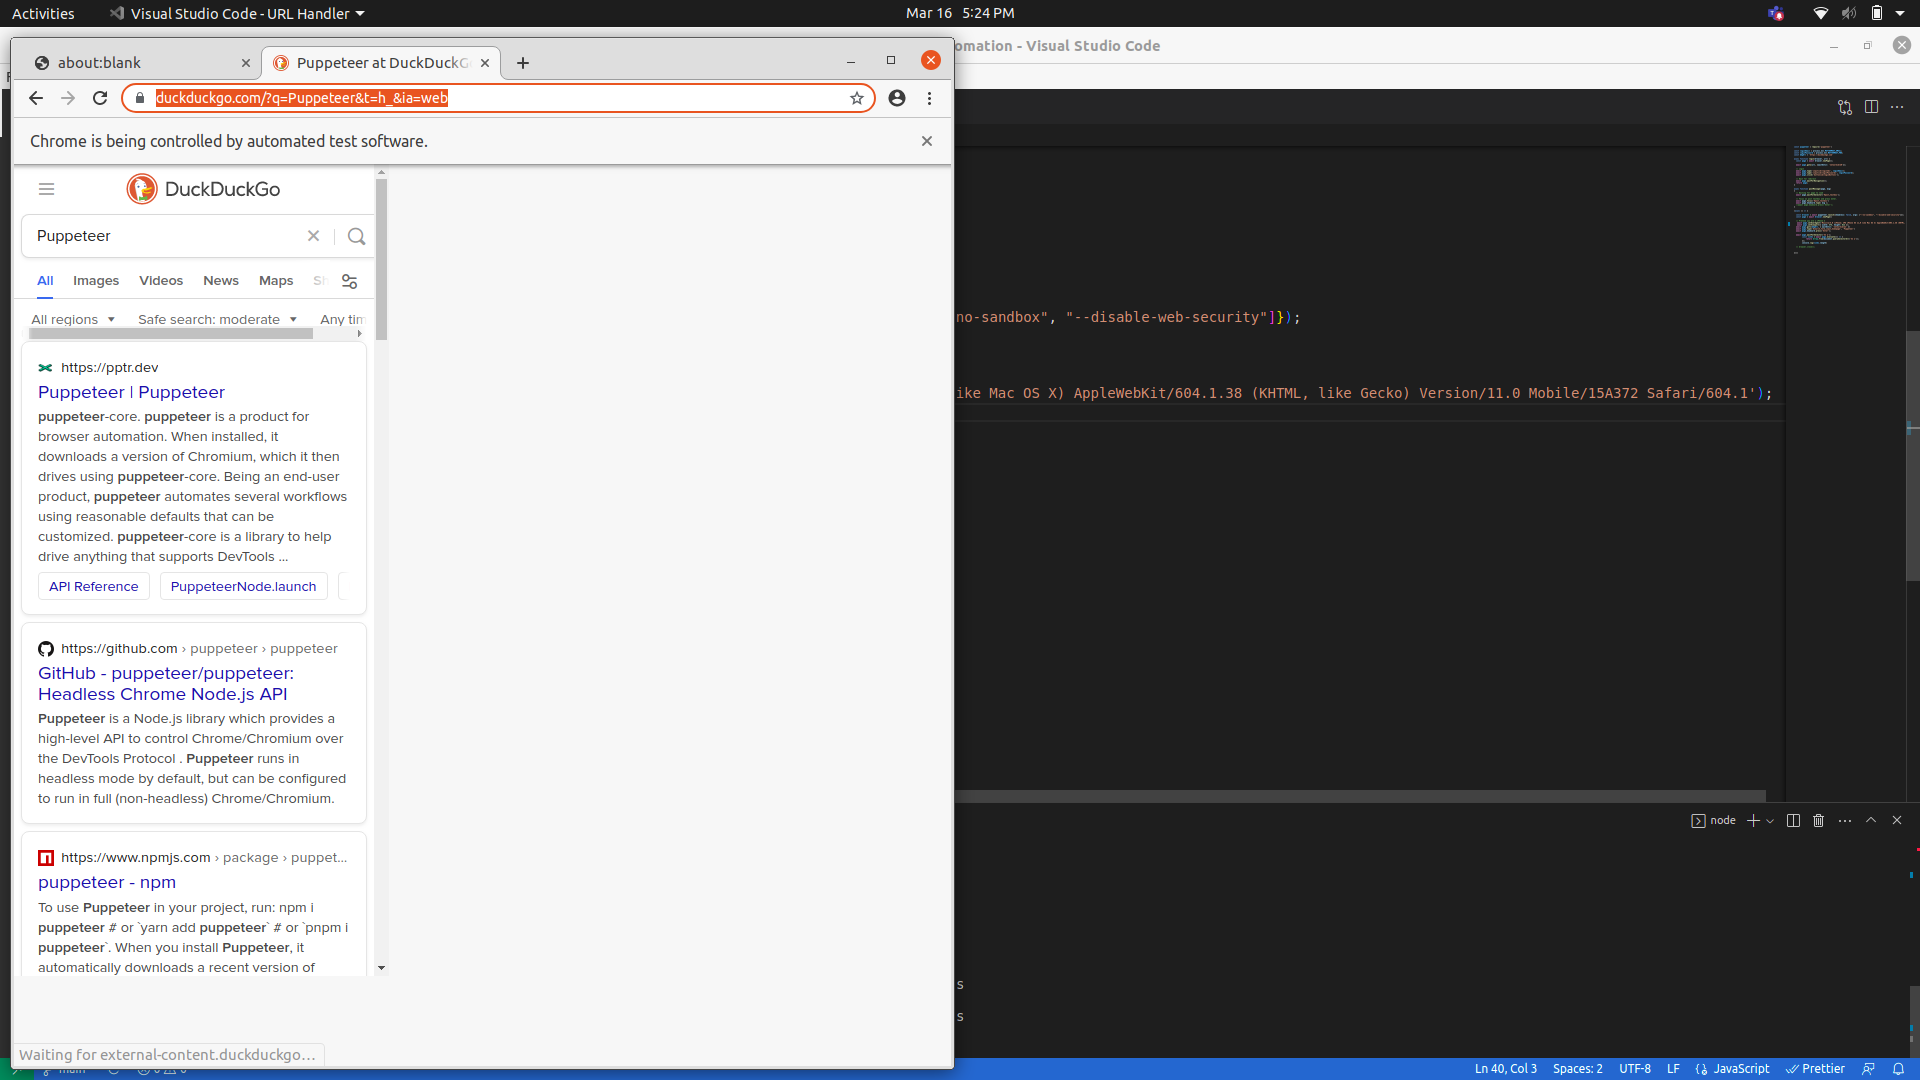 Activities
Visual Studio Code - URL Handler
Mar 16 5:24 PM
omation - Visual Studio Code
about:blank
Puppeteer at DuckDuckG
duckduckgo.com/?q=Puppeteer&t=h_&ia=web
Chrome is being controlled by automated test software.
DuckDuckGo
Puppeteer
All Images Videos News Maps Sh
All regions Safe search: moderate Any tim
https://pptr.dev
Puppeteer | Puppeteer
puppeteer-core. puppeteer is a product for
browser automation. When installed, it
downloads a version of Chromium, which it then
drives using puppeteer-core. Being an end-user
product, puppeteer automates several workflows
using reasonable defaults that can be
customized. puppeteer-core is a library to help
drive anything that supports DevTools ...
API Reference PuppeteerNode.launch
https://github.com › puppeteer › puppeteer
GitHub - puppeteer/puppeteer:
Headless Chrome Node.js API
Puppeteer is a Node.js library which provides a
high-level API to control Chrome/Chromium over
the DevTools Protocol . Puppeteer runs in
headless mode by default, but can be configured
to run in full (non-headless) Chrome/Chromium.
https://www.npmjs.com › package › puppet...
puppeteer - npm
To use Puppeteer in your project, run: npm i
puppeteer # or `yarn add puppeteer` # or `pnpm i
puppeteer`. When you install Puppeteer, it
automatically downloads a recent version of
Waiting for external-content.duckduckgo...
no-sandbox", "--disable-web-security"]});
ike Mac OS X) AppleWebKit/604.1.38 (KHTML, like Gecko) Version/11.0 Mobile/15A372 Safari/604.1');
node
s
s
main
Ln 40, Col 3 Spaces: 2 UTF-8 LF JavaScript Prettier